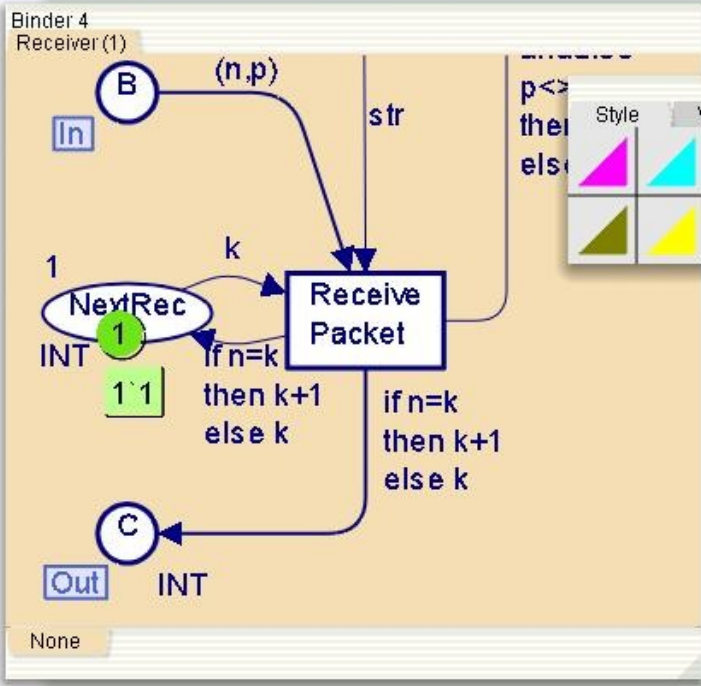 Binder 4
Receiver (1)
B
(n,p)
In
str
p<>
Style
1
k
NextRec
1
INT
1`1
Receive
Packet
if n=k
then k+1
else k
if n=k
then k+1
else k
C
Out
INT
None